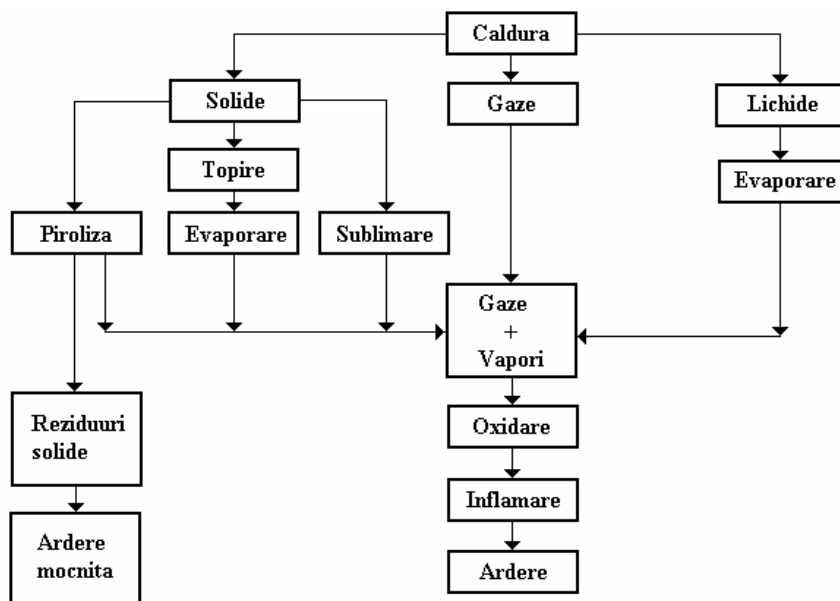 Caldura
Solide
Gaze
Lichide
Topire
Evaporare
Piroliza
Evaporare
Sublimare
Gaze
+
Vapori
Reziduuri
solide
Oxidare
Inflamare
Ardere
mocnita
Ardere